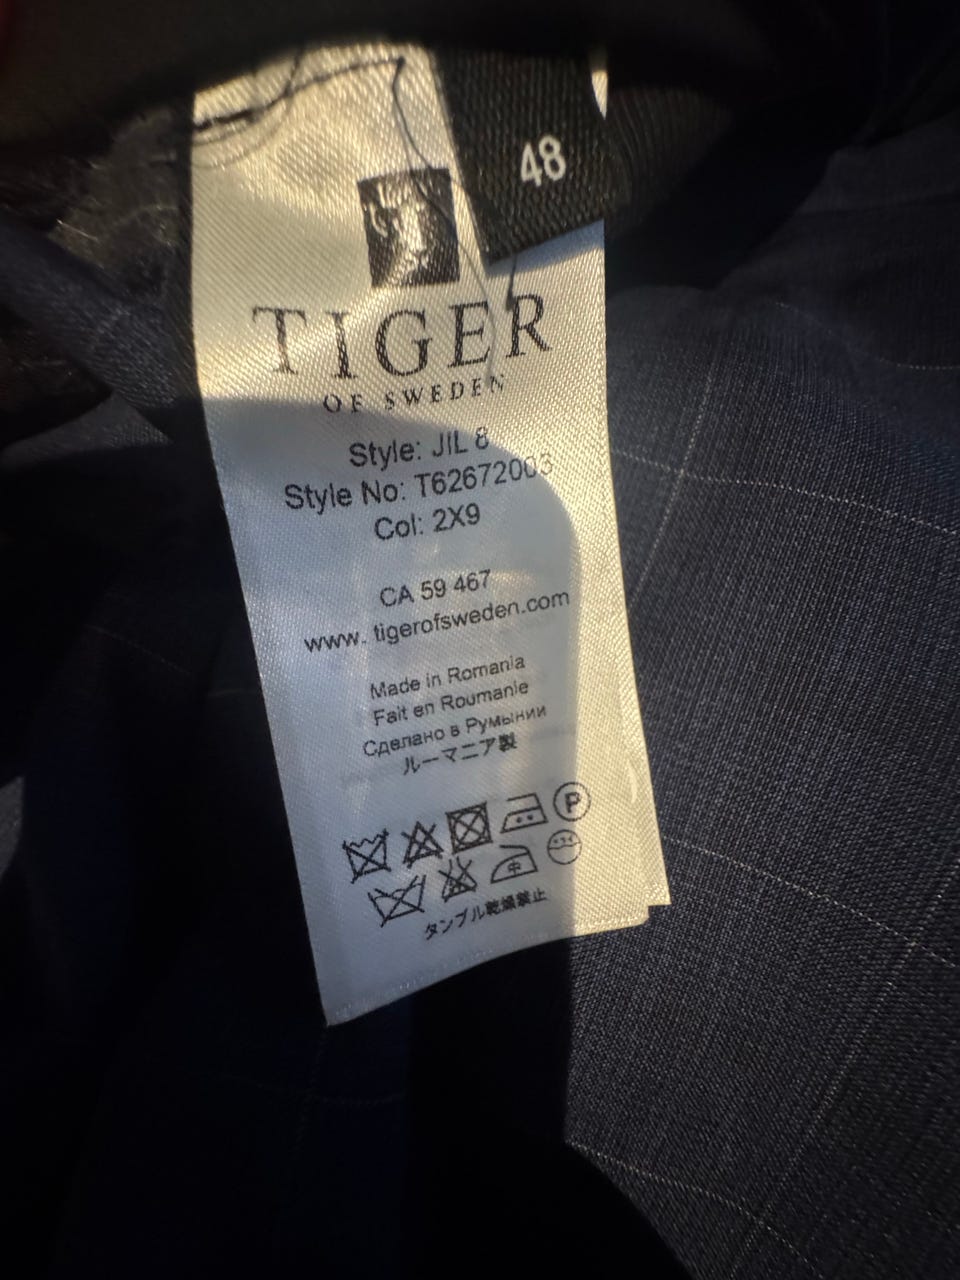 48
TIGER
OF SWEDEN
Style: JIL 8
Style No: T62672003
Col: 2X9
CA 59 467
www. tigerofsweden.com
Made in Romania
Fait en Roumanie
Сделано в Румынии
ルーマニア製
P
タンブル乾燥禁止